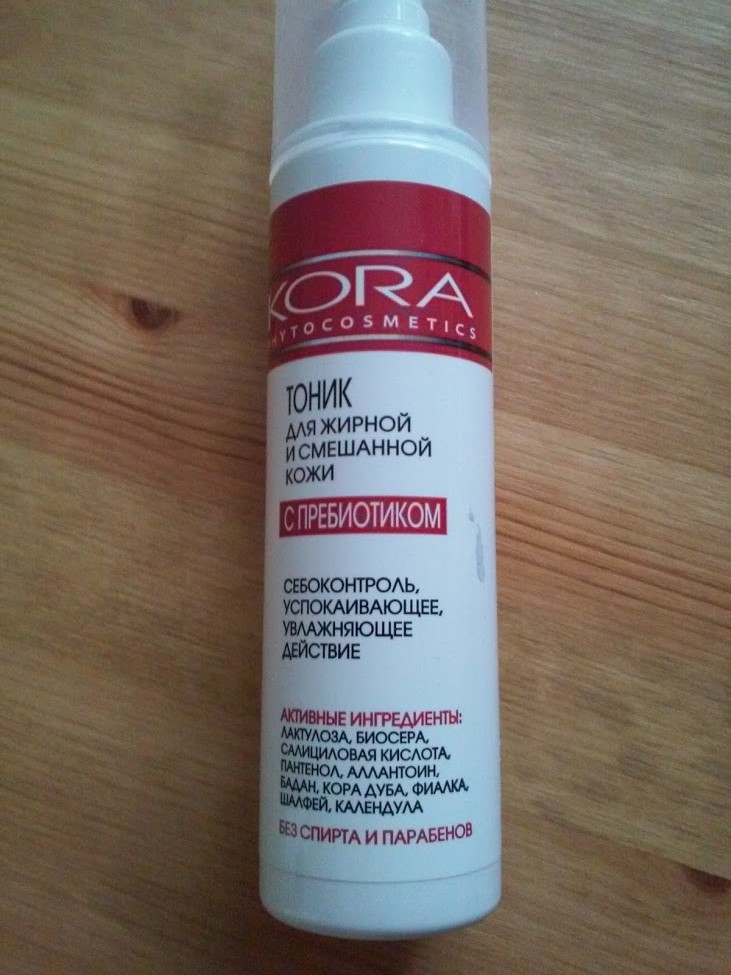 KORA
PHYTOCOSMETICS
ТОНИК
ДЛЯ ЖИРНОЙ
И СМЕШАННОЙ
КОЖИ
С ПРЕБИОТИКОМ
СЕБОКОНТРОЛЬ,
УСПОКАИВАЮЩЕЕ,
УВЛАЖНЯЮЩЕЕ
ДЕЙСТВИЕ
АКТИВНЫЕ ИНГРЕДИЕНТЫ:
ЛАКТУЛОЗА, БИОСЕРА,
САЛИЦИЛОВАЯ КИСЛОТА,
ПАНТЕНОЛ, АЛЛАНТОИН,
БАДАН, КОРА ДУБА, ФИАЛКА,
ШАЛФЕЙ, КАЛЕНДУЛА
БЕЗ СПИРТА И ПАРАБЕНОВ